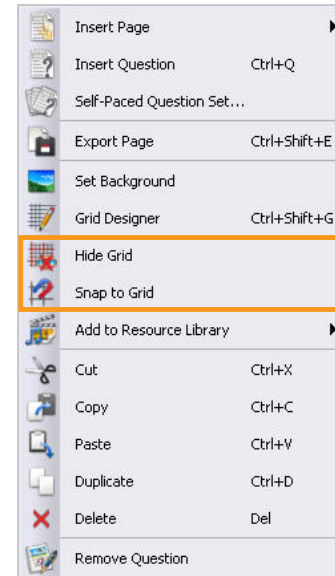 Insert Page
Insert Question Ctrl+Q
Self-Paced Question Set...
Export Page Ctrl+Shift+E
Set Background
Grid Designer Ctrl+Shift+G
Hide Grid
Snap to Grid
Add to Resource Library
Cut Ctrl+X
Copy Ctrl+C
Paste Ctrl+V
Duplicate Ctrl+D
Delete Del
Remove Question